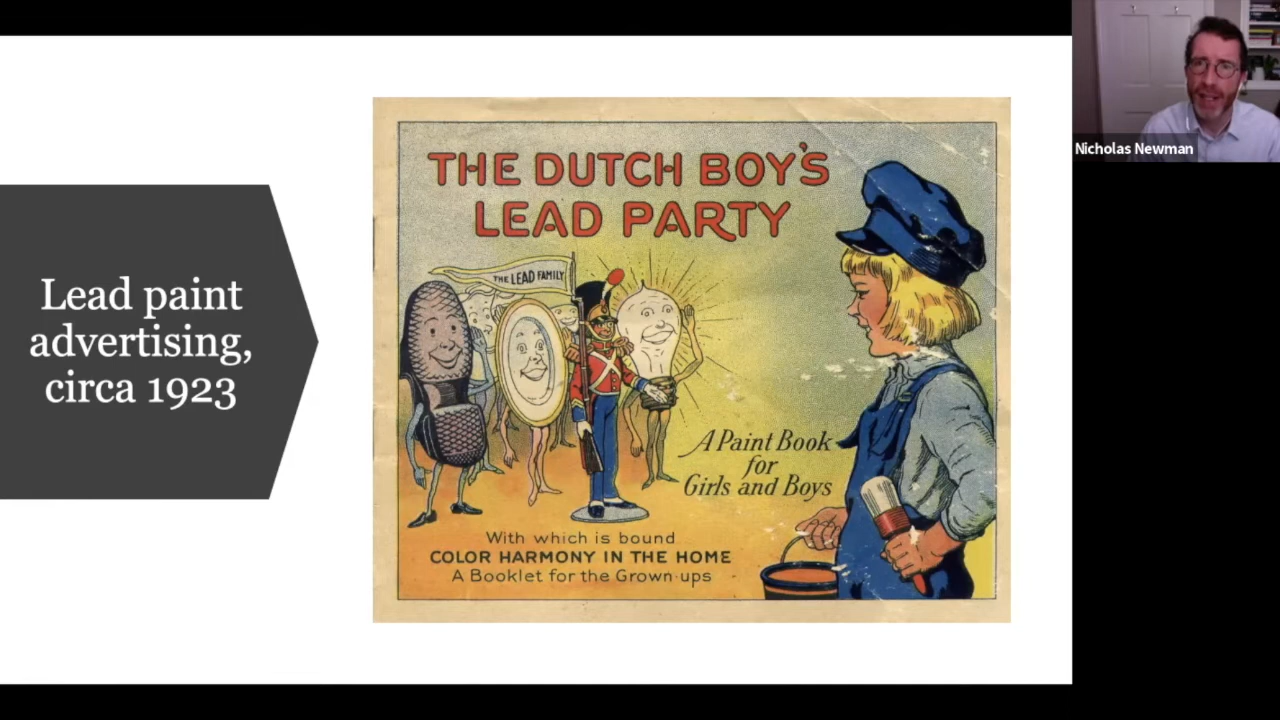 Lead paint
advertising,
circa 1923
THE DUTCH BOY'S
LEAD PARTY
THE LEAD FAMILY
A Paint Book
for
Girls and Boys
With which is bound
COLOR HARMONY IN THE HOME
A Booklet for the Grown-ups
Nicholas Newman